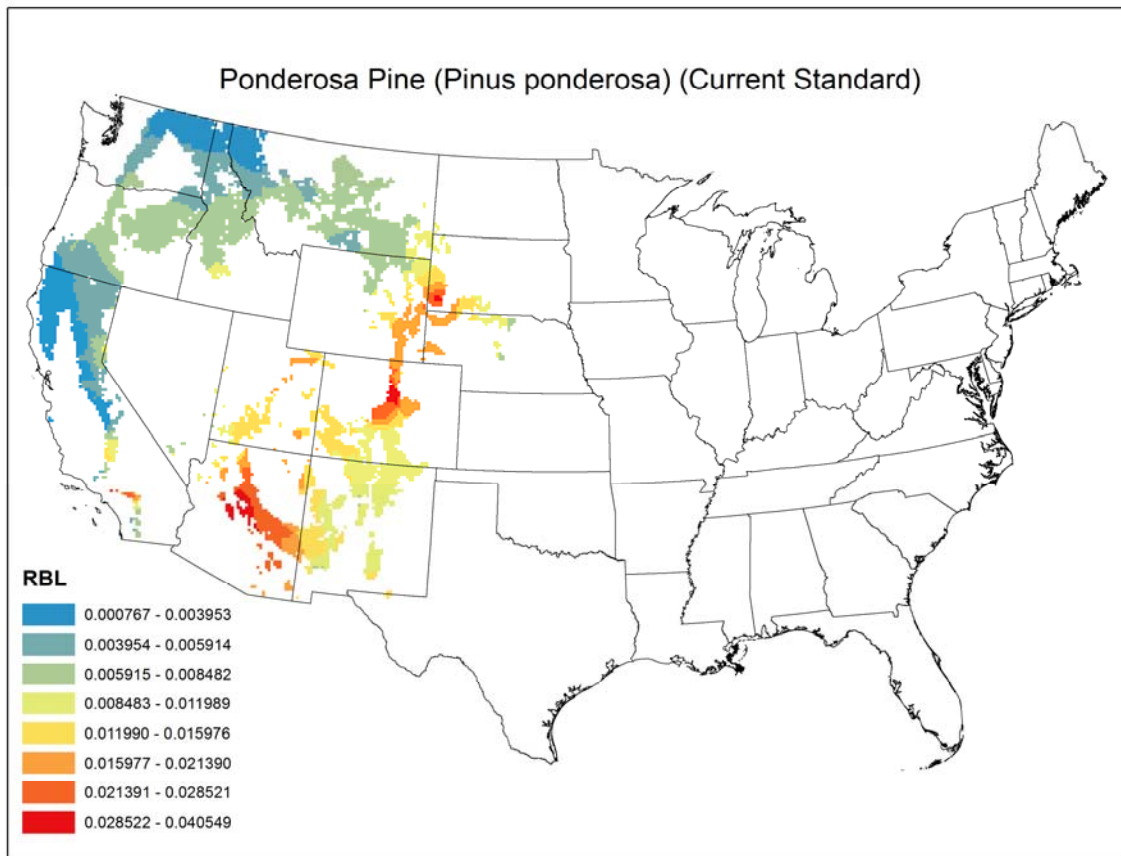 Ponderosa Pine (Pinus ponderosa) (Current Standard)
RBL
0.000767 - 0.003953
0.003954 - 0.005914
0.005915 - 0.008482
0.008483 - 0.011989
0.011990 - 0.015976
0.015977 - 0.021390
0.021391 - 0.028521
0.028522 - 0.040549